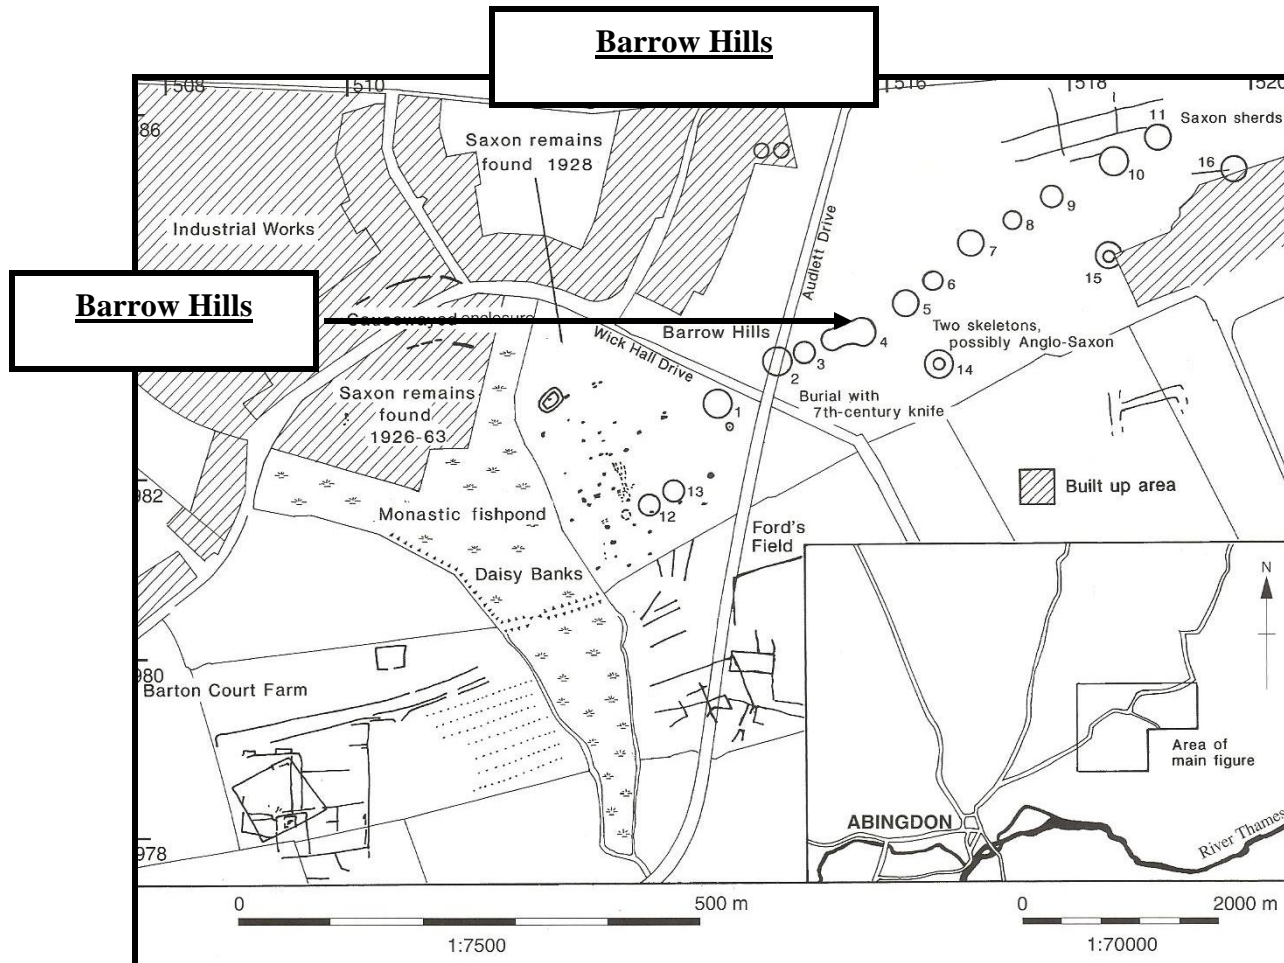 Barrow Hills
508
510
516
518
520
86
Saxon remains
found 1928
11
Saxon sherds
16
10
9
8
7
Industrial Works
Audlett Drive
15
6
5
Barrow Hills
Causewayed enclosure
Wick Hall Drive
Barrow Hills
4
Two skeletons,
possibly Anglo-Saxon
3
2
14
Saxon remains
found
1926-63
1
Burial with
7th-century knife
982
13
12
Built up area
Monastic fishpond
Ford's
Field
Daisy Banks
N
980
Barton Court Farm
Area of
main figure
ABINGDON
River Thames
978
0
500 m
1:7500
0
2000 m
1:70000